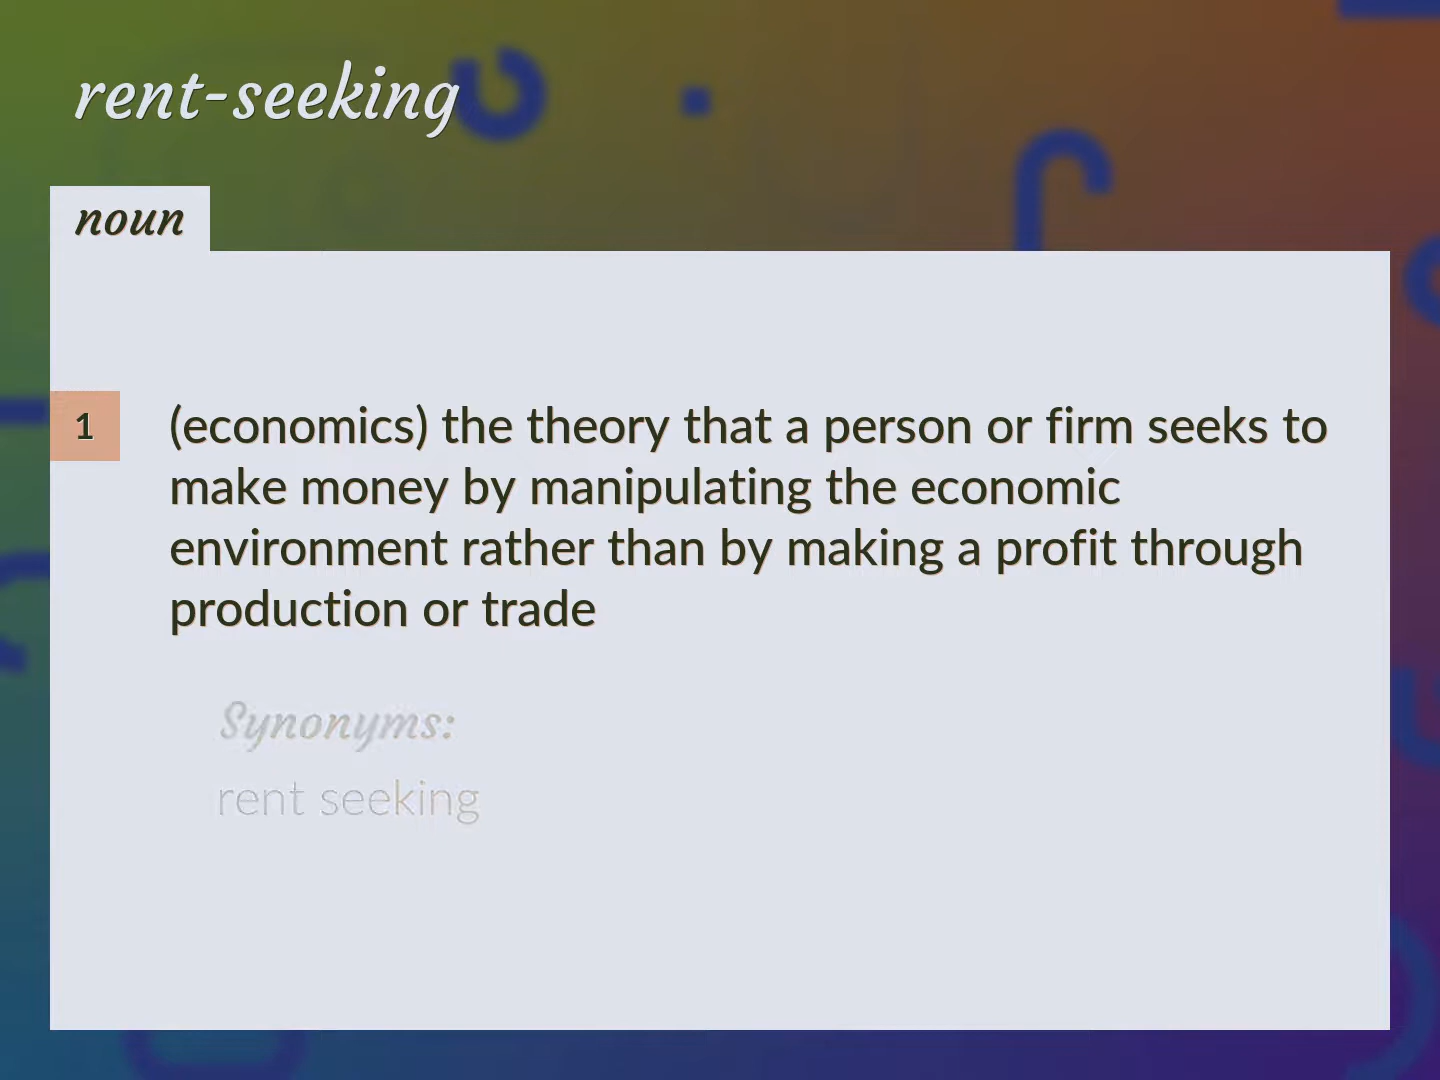 rent-seeking
noun
1
(economics) the theory that a person or firm seeks to
make money by manipulating the economic
environment rather than by making a profit through
production or trade
Synonyms:
rent seeking